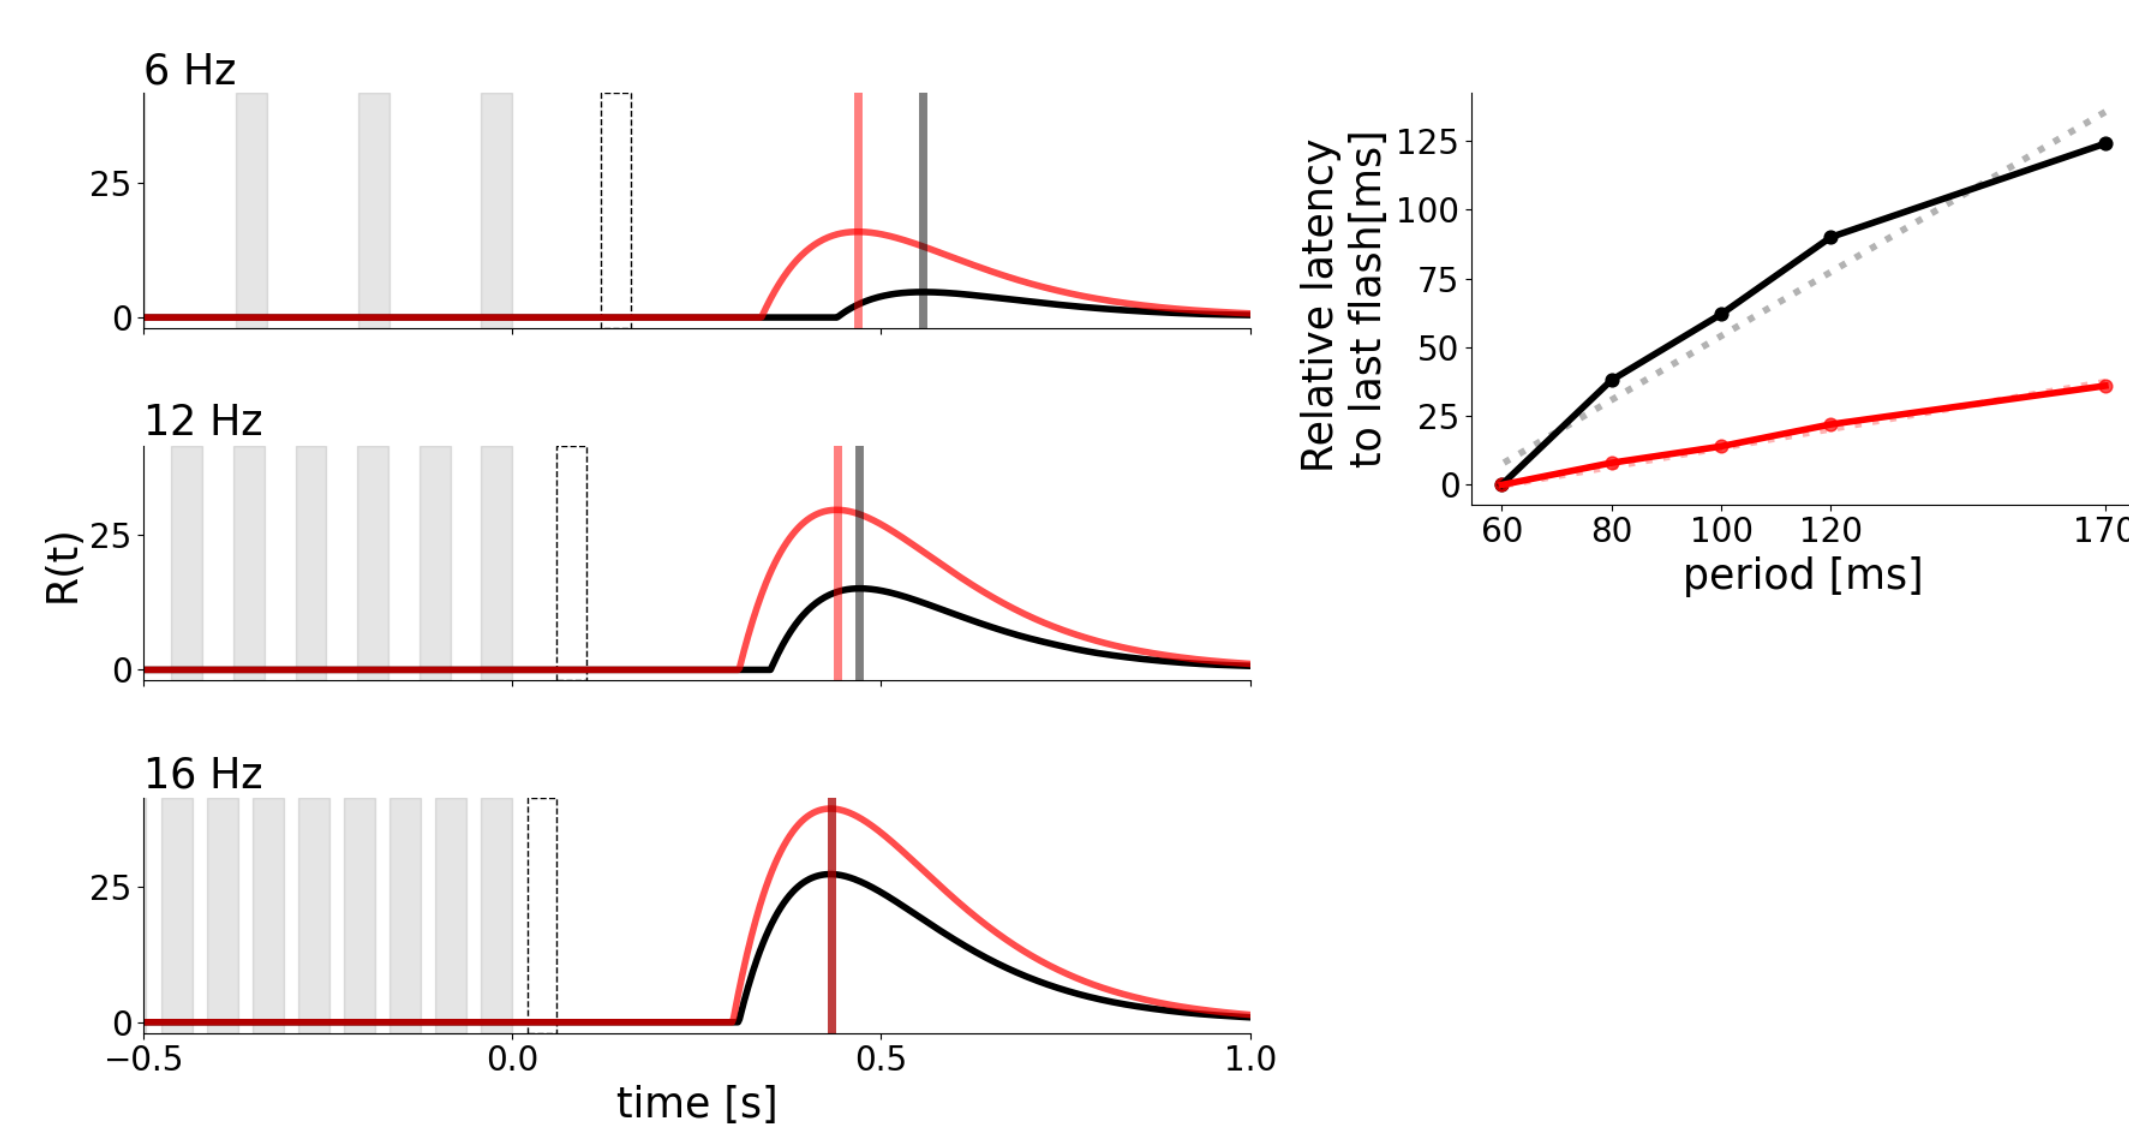 6 Hz
25
0
12 Hz
25
0
R(t)
16 Hz
25
0
−0.5 0.0 0.5 1.0
time [s]
Relative latency
to last flash[ms]
125
100
75
50
25
0
60 80 100 120 170
period [ms]